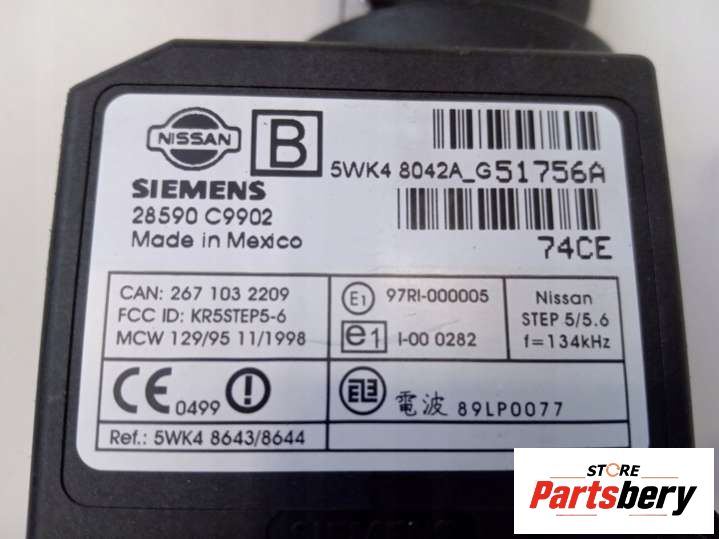 NISSAN
B
5WK4 8042A_G51756A
SIEMENS
28590 C9902
Made in Mexico
74CE
CAN: 267 103 2209
FCC ID: KR5STEP5-6
MCW 129/95 11/1998
E1 97RI-000005
e1 I-00 0282
Nissan
STEP 5/5.6
f=134kHz
CE 0499
電波 89LP0077
Ref.: 5WK4 8643/8644
STORE
Partsbery